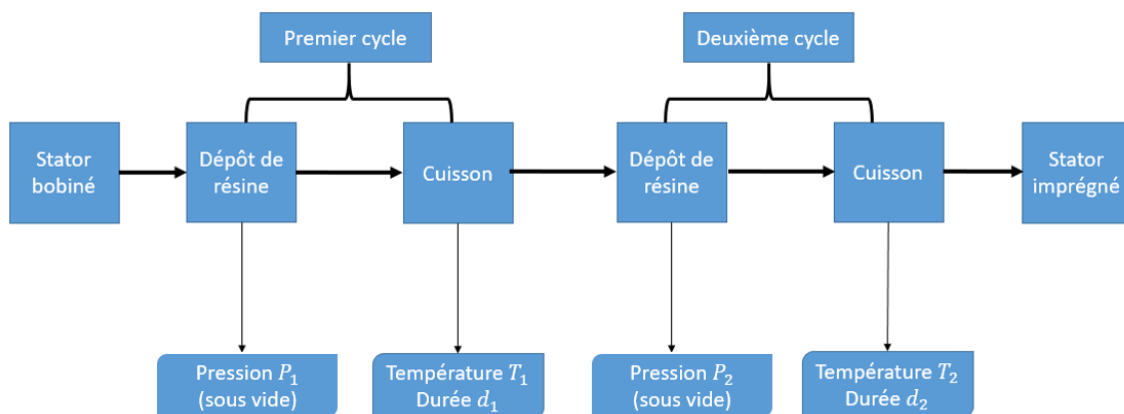 Premier cycle
Deuxième cycle
Stator
bobiné
Dépôt de
résine
Cuisson
Dépôt de
résine
Cuisson
Stator
imprégné
Pression P₁
(sous vide)
Température T₁
Durée d₁
Pression P₂
(sous vide)
Température T₂
Durée d₂